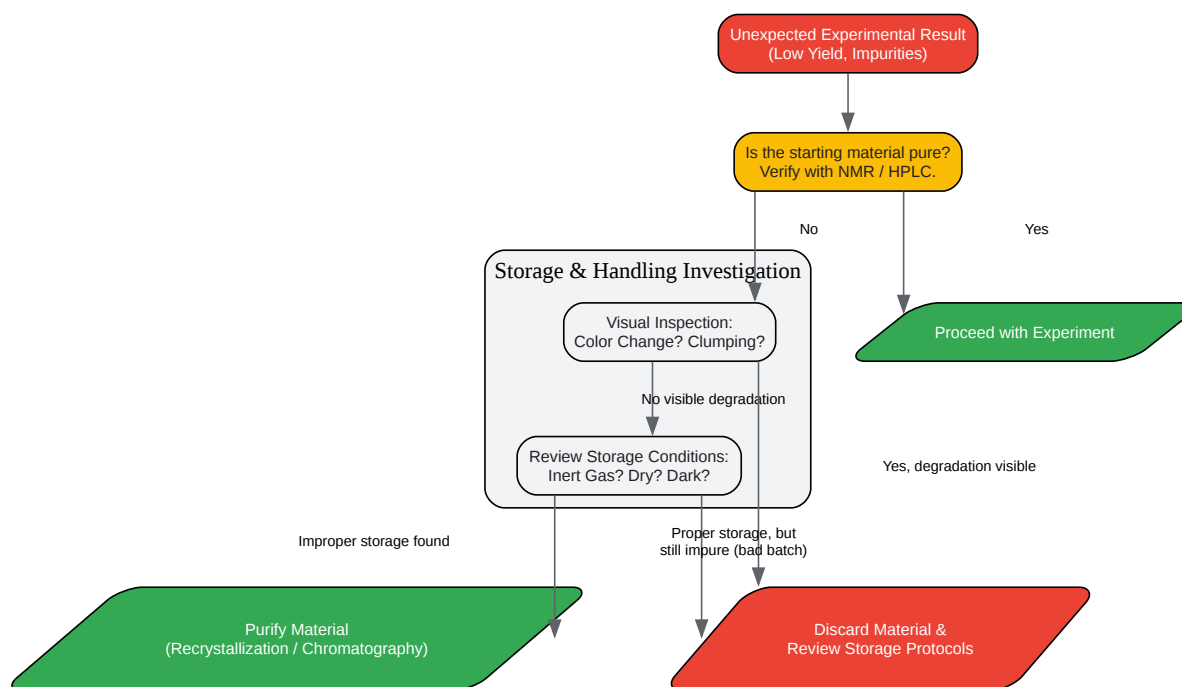 Unexpected Experimental Result
(Low Yield, Impurities)
Is the starting material pure?
Verify with NMR / HPLC.
No
Yes
Storage & Handling Investigation
Visual Inspection:
Color Change? Clumping?
Proceed with Experiment
No visible degradation
Review Storage Conditions:
Inert Gas? Dry? Dark?
Yes, degradation visible
Improper storage found
Proper storage, but
still impure (bad batch)
Purify Material
(Recrystallization / Chromatography)
Discard Material &
Review Storage Protocols